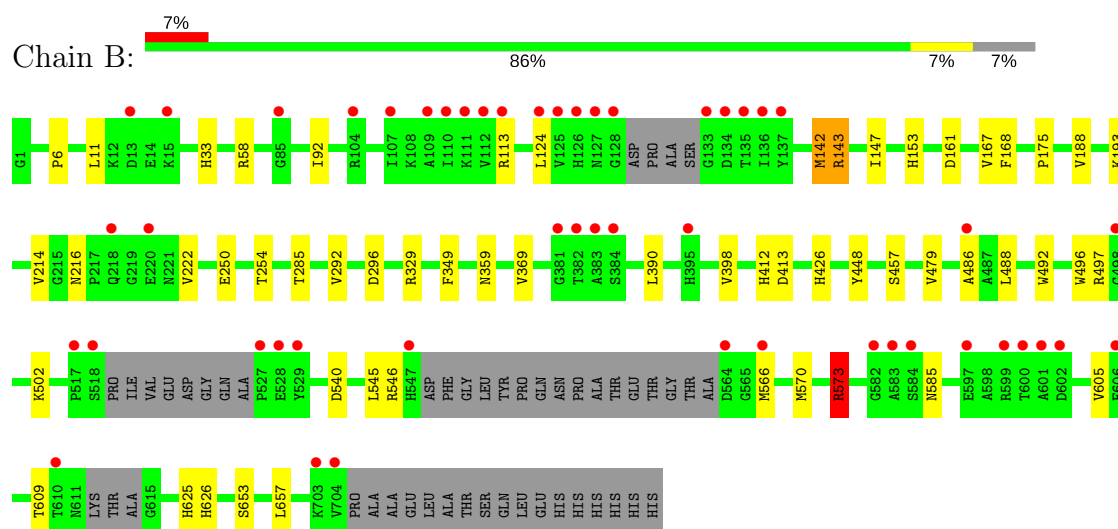 7%
Chain B:
86% 7% 7%
G1 P6 L11 K12 D13 E14 K15 H33 R58 G85 I92 R104 I107 K108 A109 I110 K111 V112 R113 L124 V125 H126 N127 G128 ASP PRO ALA SER G133 D134 T135 I136 Y137 M142 R143 I147 H153 D161 V167 F168 P175 V188 K193
V214 G215 N216 P217 Q218 G219 E220 N221 V222 E250 T254 T285 V292 D296 R329 F349 N359 V369 G381 T382 A383 S384 L390 H395 V398 H412 D413 H426 Y448 S457 V479 A486 A487 L488 W492 W496 R497 G498
K502 P517 S518 PRO ILE VAL GLU ASP GLY GLN ALA P527 E528 Y529 D540 L545 R546 H547 ASP PHE GLY LEU TYR PRO GLN ASN PRO ALA THR GLU THR THR GLY THR ALA D564 G565 M566 M570 R573 G582 A583 S584 N585 E597 A598 R599 T600 A601 D602 V605 E606
T609 T610 N611 LYS THR ALA G615 H625 H626 S653 L657 K703 V704 PRO ALA ALA GLU LEU ALA THR SER GLN LEU GLU HIS HIS HIS HIS HIS HIS